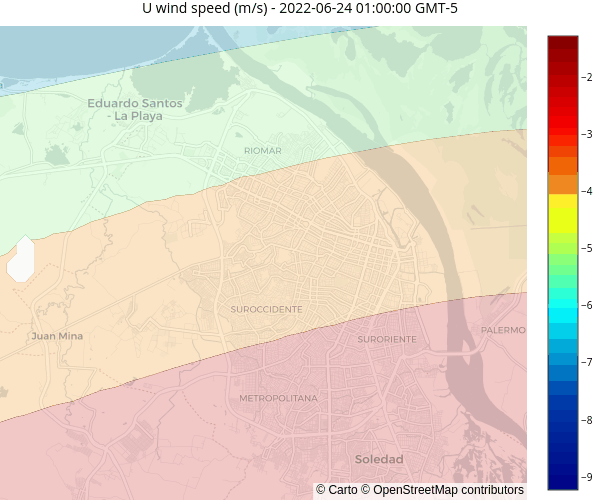 U wind speed (m/s) - 2022-06-24 01:00:00 GMT-5
Eduardo Santos
- La Playa
RIOMAR
SUROCCIDENTE
Juan Mina
SURORIENTE
PALERMO
METROPOLITANA
Soledad
© Carto © OpenStreetMap contributors
−2
−3
−4
−5
−6
−7
−8
−9